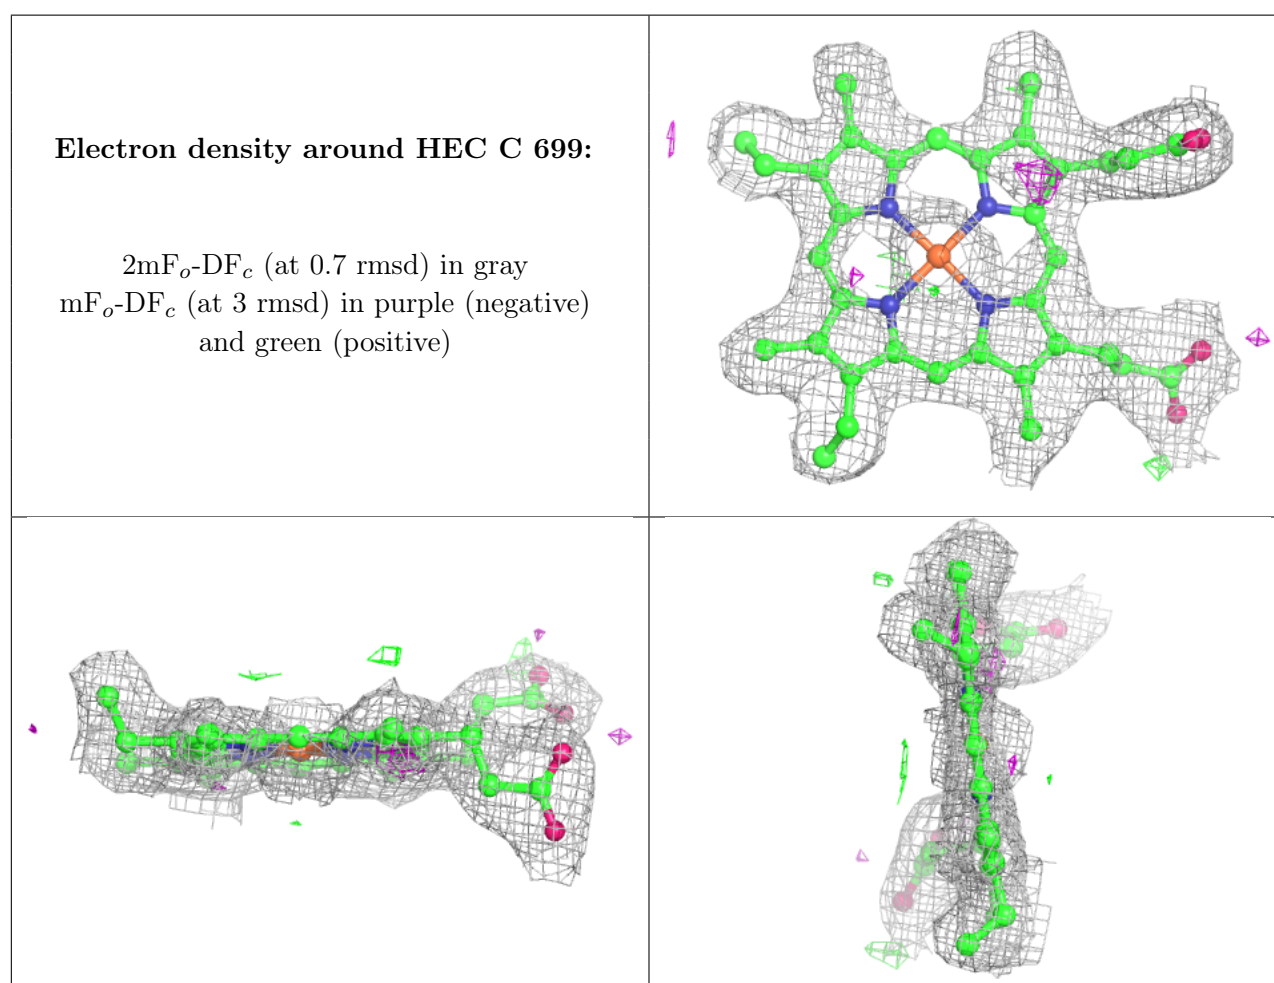 Electron density around HEC C 699:
2mFo-DFc (at 0.7 rmsd) in gray
mFo-DFc (at 3 rmsd) in purple (negative)
and green (positive)